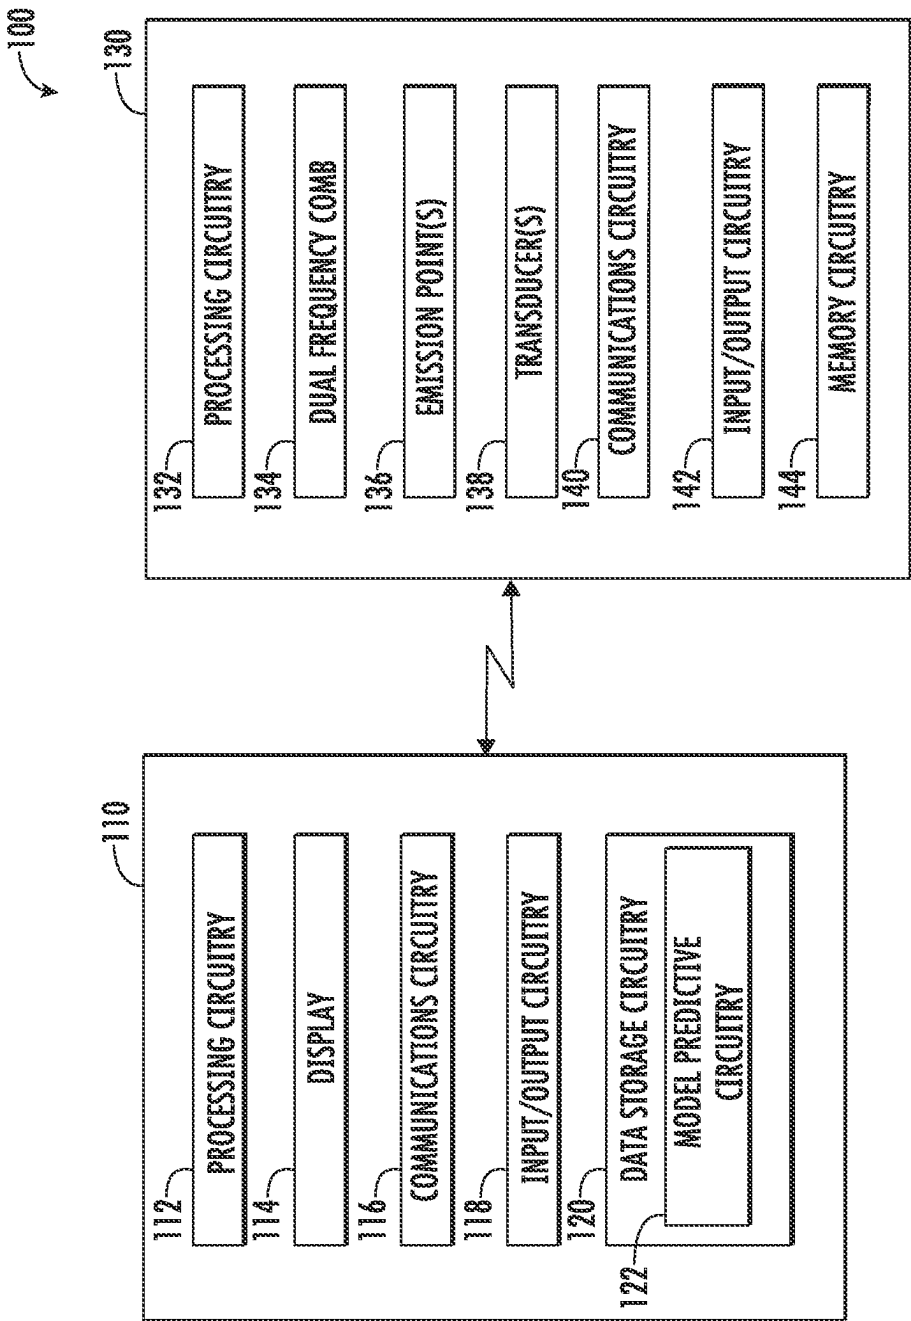 100
110
112
PROCESSING CIRCUITRY
114
DISPLAY
116
COMMUNICATIONS CIRCUITRY
118
INPUT/OUTPUT CIRCUITRY
120
DATA STORAGE CIRCUITRY
122
MODEL PREDICTIVE
CIRCUITRY
130
132
PROCESSING CIRCUITRY
134
DUAL FREQUENCY COMB
136
EMISSION POINT(S)
138
TRANSDUCER(S)
140
COMMUNICATIONS CIRCUITRY
142
INPUT/OUTPUT CIRCUITRY
144
MEMORY CIRCUITRY